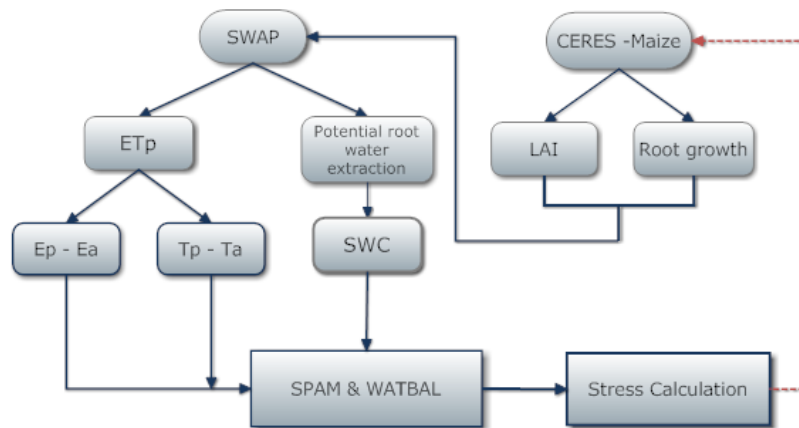 SWAP
CERES -Maize
ETp
Potential root
water
extraction
LAI
Root growth
Ep - Ea
Tp - Ta
SWC
SPAM & WATBAL
Stress Calculation